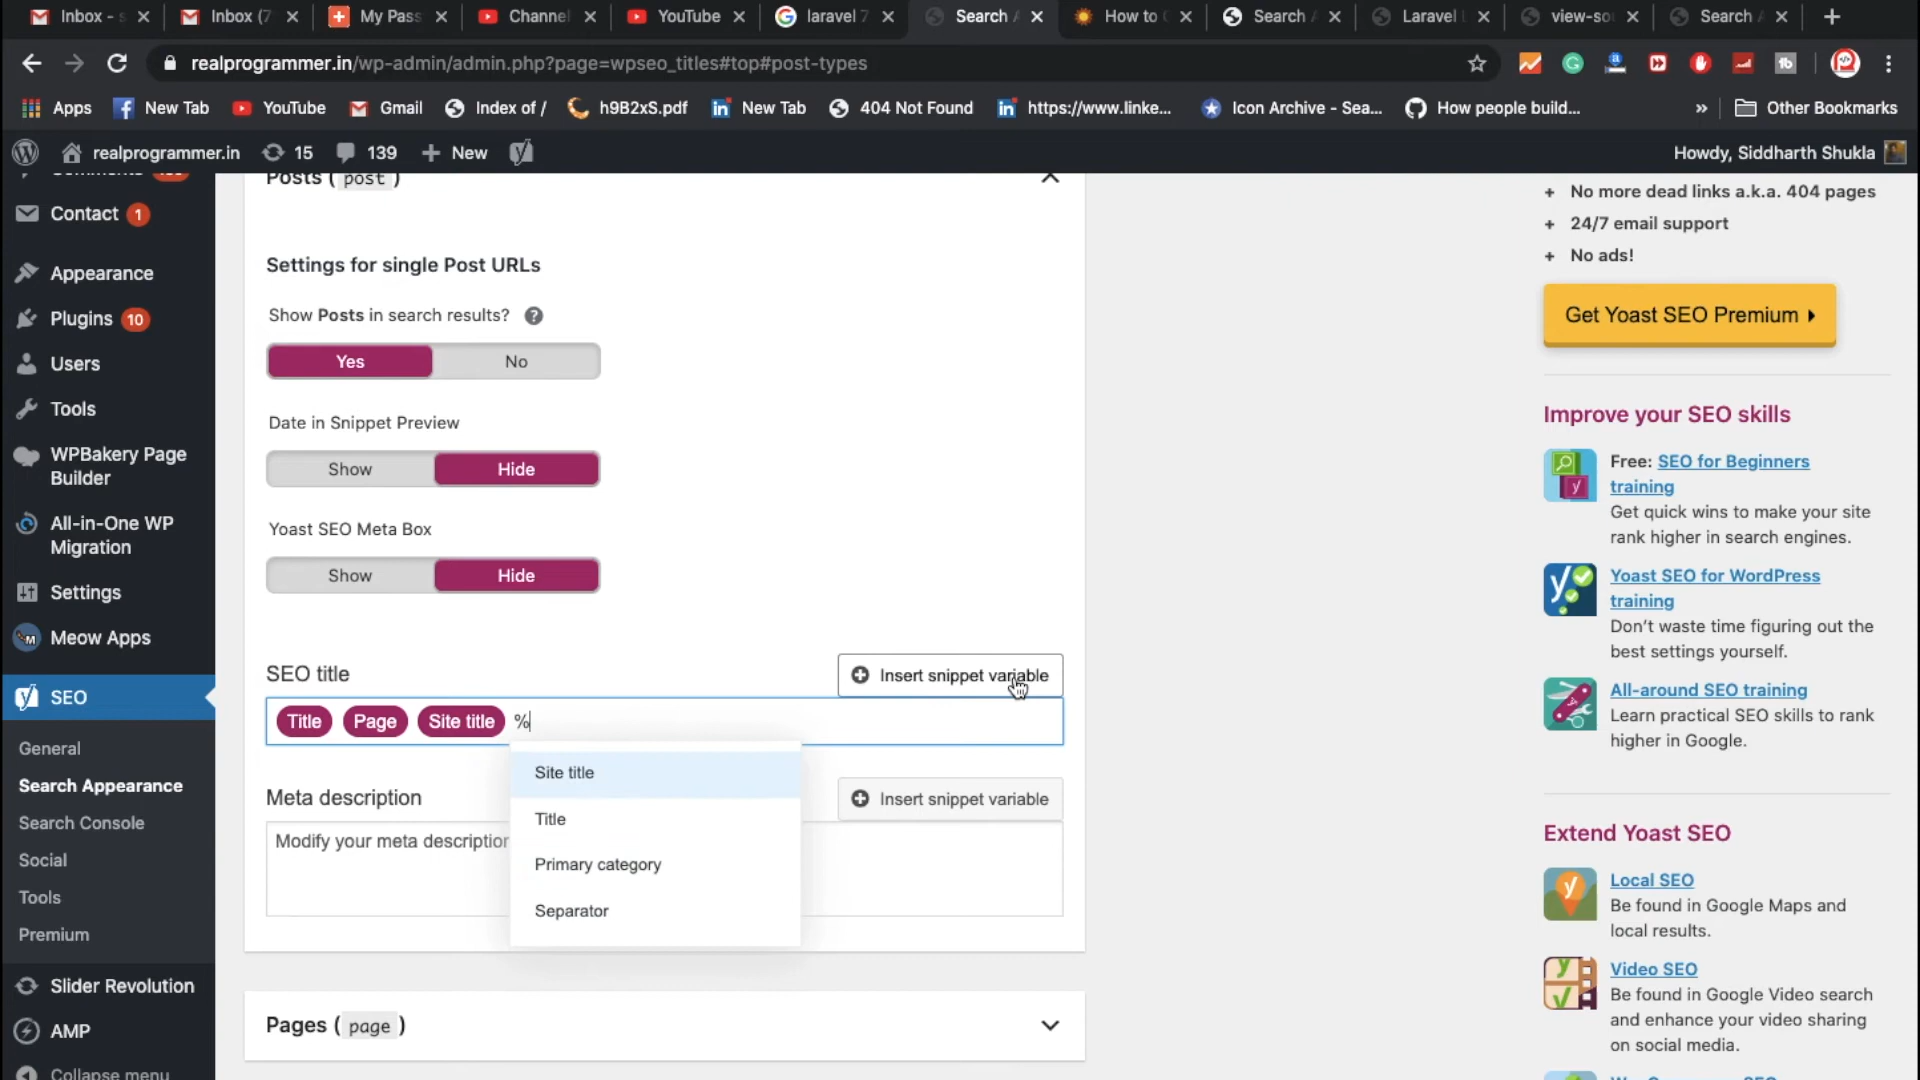 Inbox - s
Inbox (7
My Pass
Channel
YouTube
laravel 7
Search A
How to
Search
Laravel
view-sou
Search
realprogrammer.in/wp-admin/admin.php?page=wpseo_titles#top#post-types
Apps
New Tab
YouTube
Gmail
Index of /
h9B2xS.pdf
New Tab
404 Not Found
https://www.linke...
Icon Archive - Sea...
How people build...
»
Other Bookmarks
realprogrammer.in
15
139
+ New
Howdy, Siddharth Shukla
Comments
Contact 1
Appearance
Plugins 10
Users
Tools
WPBakery Page
Builder
All-in-One WP
Migration
Settings
Meow Apps
SEO
General
Search Appearance
Search Console
Social
Tools
Premium
Slider Revolution
AMP
Collapse menu
Posts ( post )
Settings for single Post URLs
Show Posts in search results? ?
Yes No
Date in Snippet Preview
Show Hide
Yoast SEO Meta Box
Show Hide
SEO title
Insert snippet variable
Title Page Site title %
Site title
Title
Primary category
Separator
Meta description
Insert snippet variable
Modify your meta description
Pages ( page )
+ No more dead links a.k.a. 404 pages
+ 24/7 email support
+ No ads!
Get Yoast SEO Premium
Improve your SEO skills
Free: SEO for Beginners
training
Get quick wins to make your site
rank higher in search engines.
Yoast SEO for WordPress
training
Don't waste time figuring out the
best settings yourself.
All-around SEO training
Learn practical SEO skills to rank
higher in Google.
Extend Yoast SEO
Local SEO
Be found in Google Maps and
local results.
Video SEO
Be found in Google Video search
and enhance your video sharing
on social media.